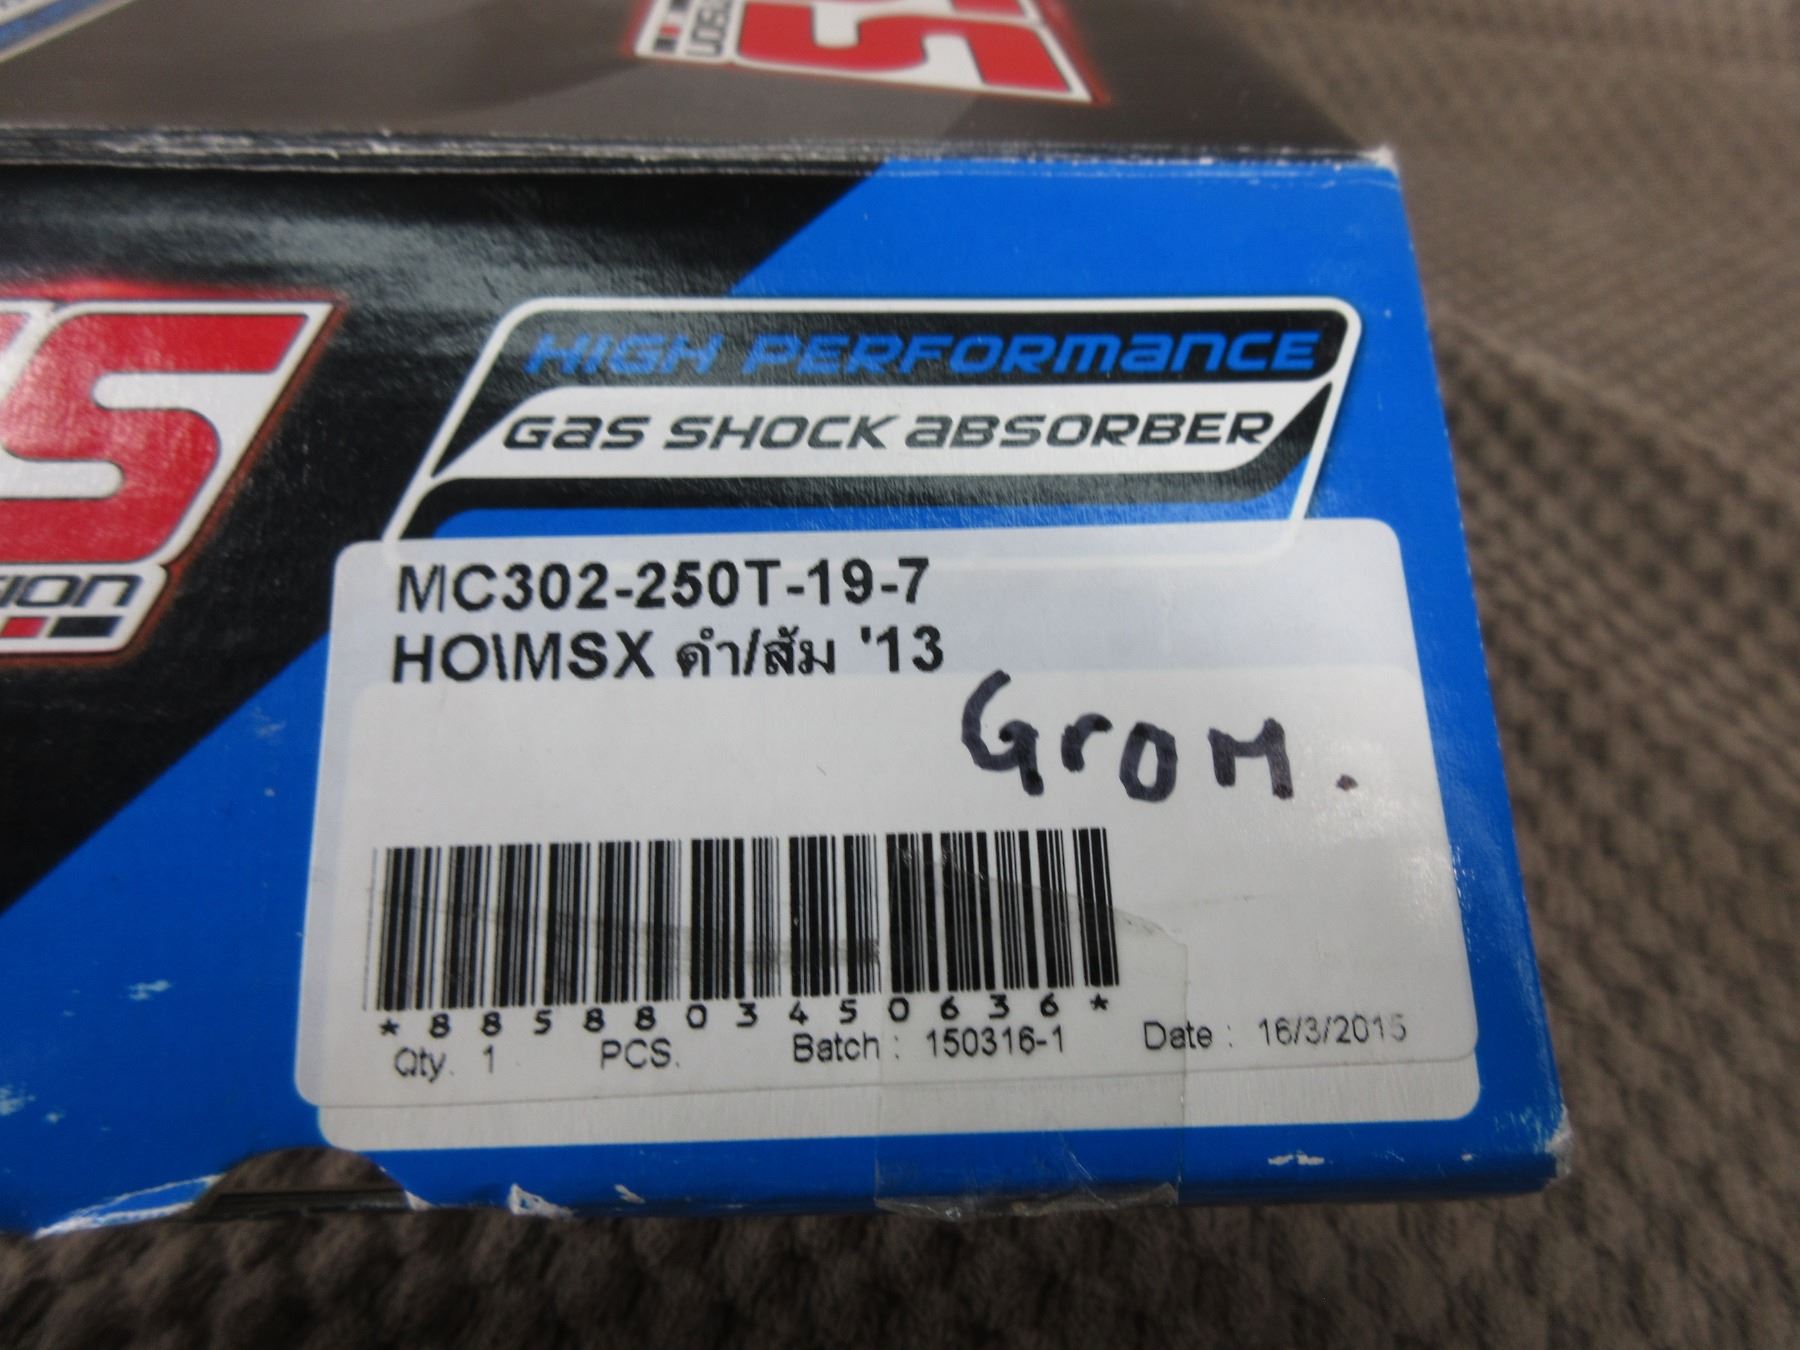 HIGH PERFORMANCE
GAS SHOCK ABSORBER
MC302-250T-19-7
HO\MSX ดำ/ส้ม '13
Grom.
*8858803450636*
Qty. 1 PCS. Batch : 150316-1 Date : 16/3/2015